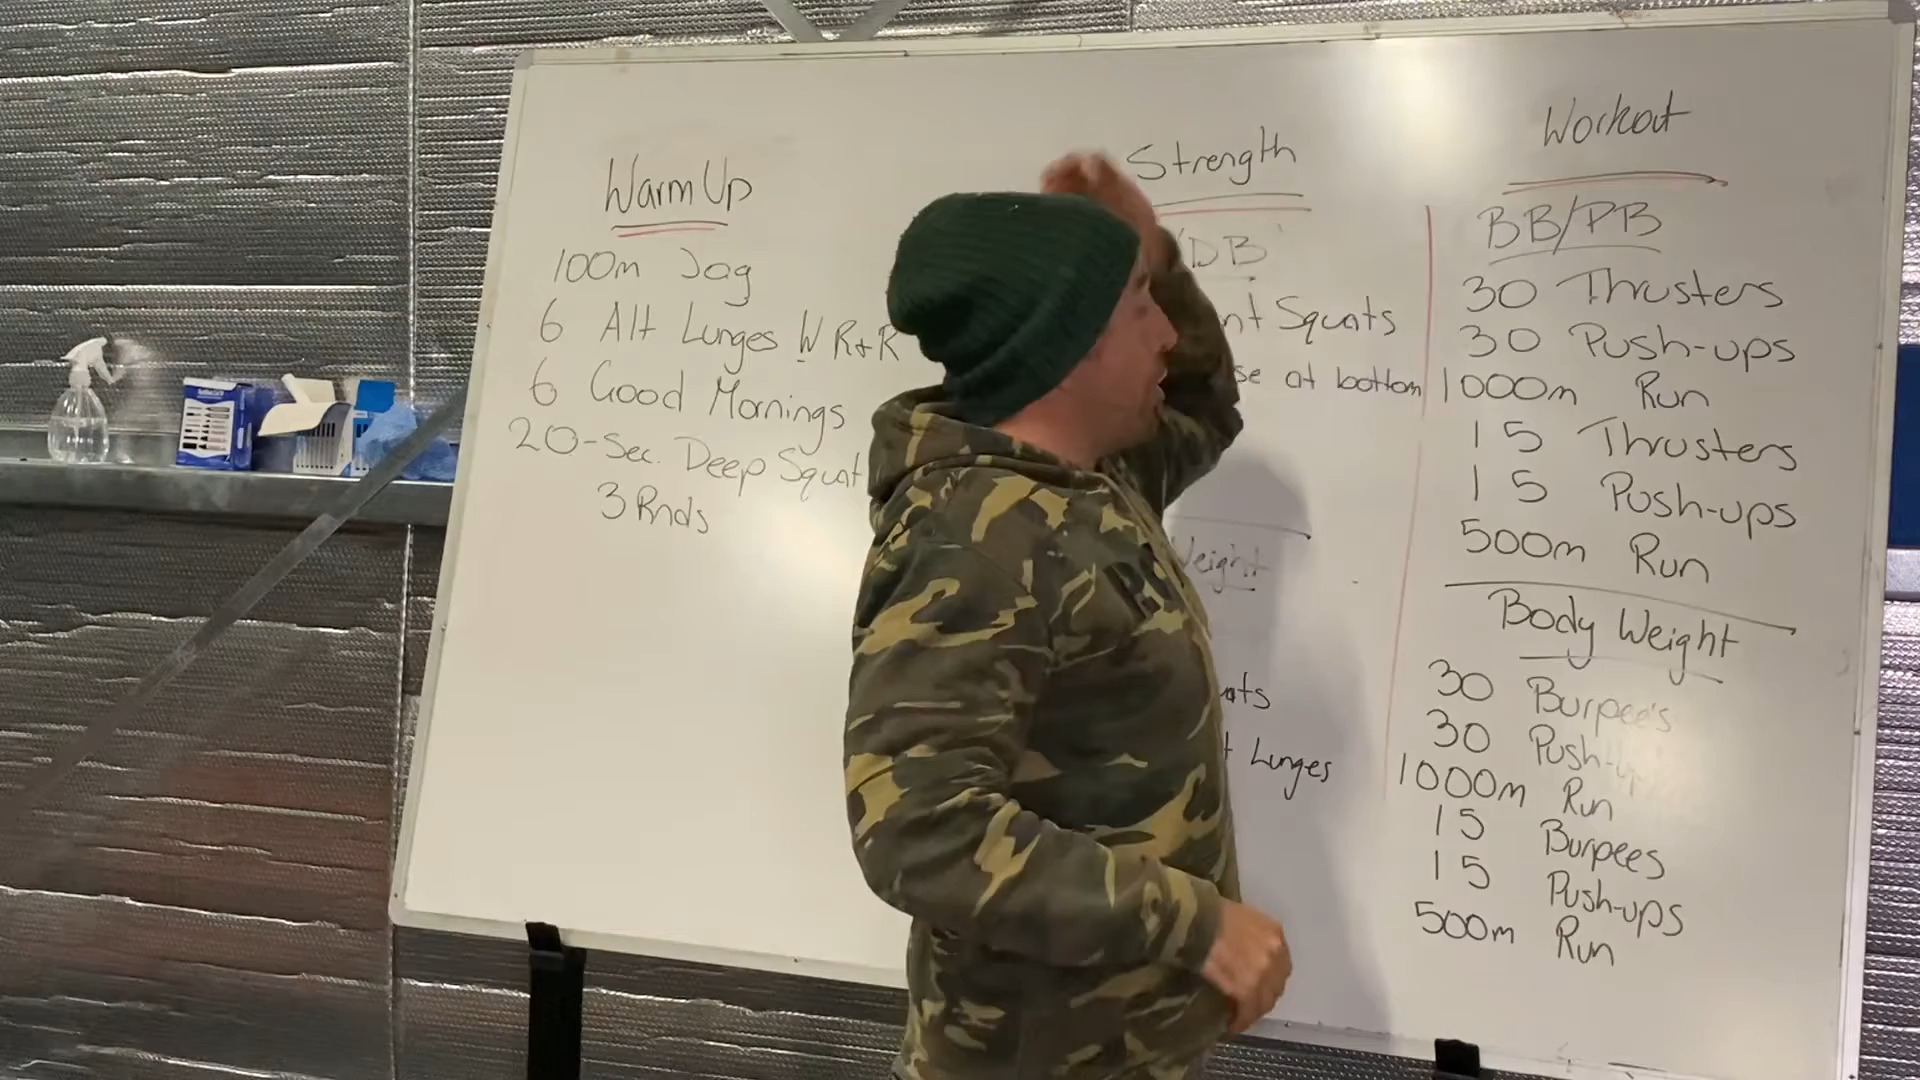 Warm Up
100m Jog
6 Alt Lunges W R+R
6 Good Mornings
20-Sec. Deep Squat
3 Rnds
Strength
DB
Squats
at bottom
Lunges
Workout
BB/PB
30 Thrusters
30 Push-ups
1000m Run
15 Thrusters
15 Push-ups
500m Run
Body Weight
30 Burpee's
30 Push-ups
1000m Run
15 Burpees
15 Push-ups
500m Run